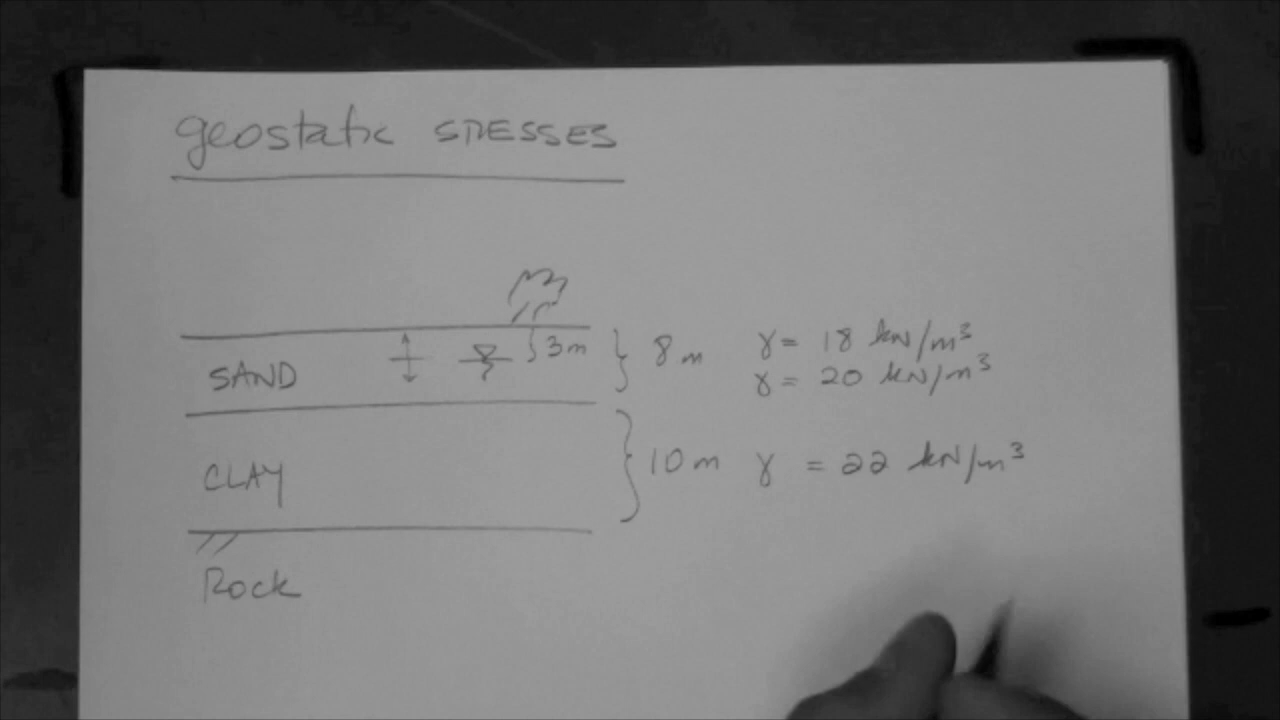 geostatic STRESSES
3m
8 m
γ = 18 kN/m³
SAND
γ = 20 kN/m³
CLAY
10 m
γ = 22 kN/m³
Rock